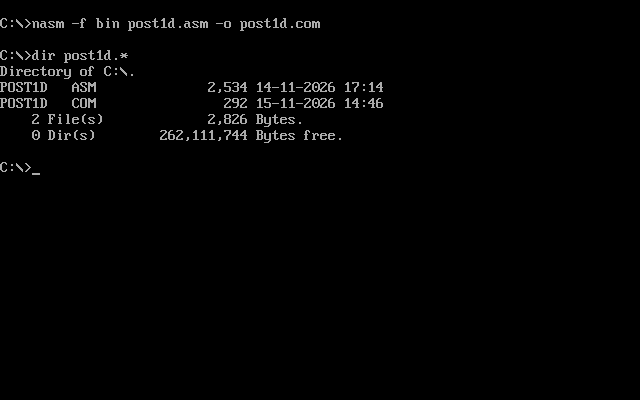 C:\>nasm -f bin post1d.asm -o post1d.com
C:\>dir post1d.*
Directory of C:\.
POST1D   ASM              2,534 14-11-2026 17:14
POST1D   COM                292 15-11-2026 14:46
    2 File(s)             2,826 Bytes.
    0 Dir(s)        262,111,744 Bytes free.
C:\>_